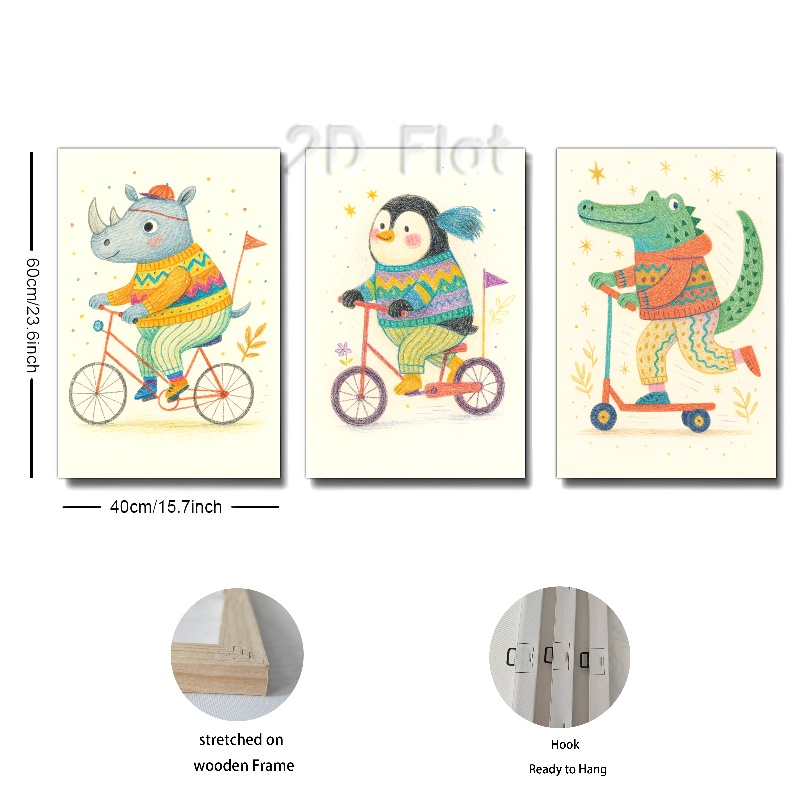 2D Flat
60cm/23.6inch
40cm/15.7inch
stretched on
wooden Frame
Hook
Ready to Hang